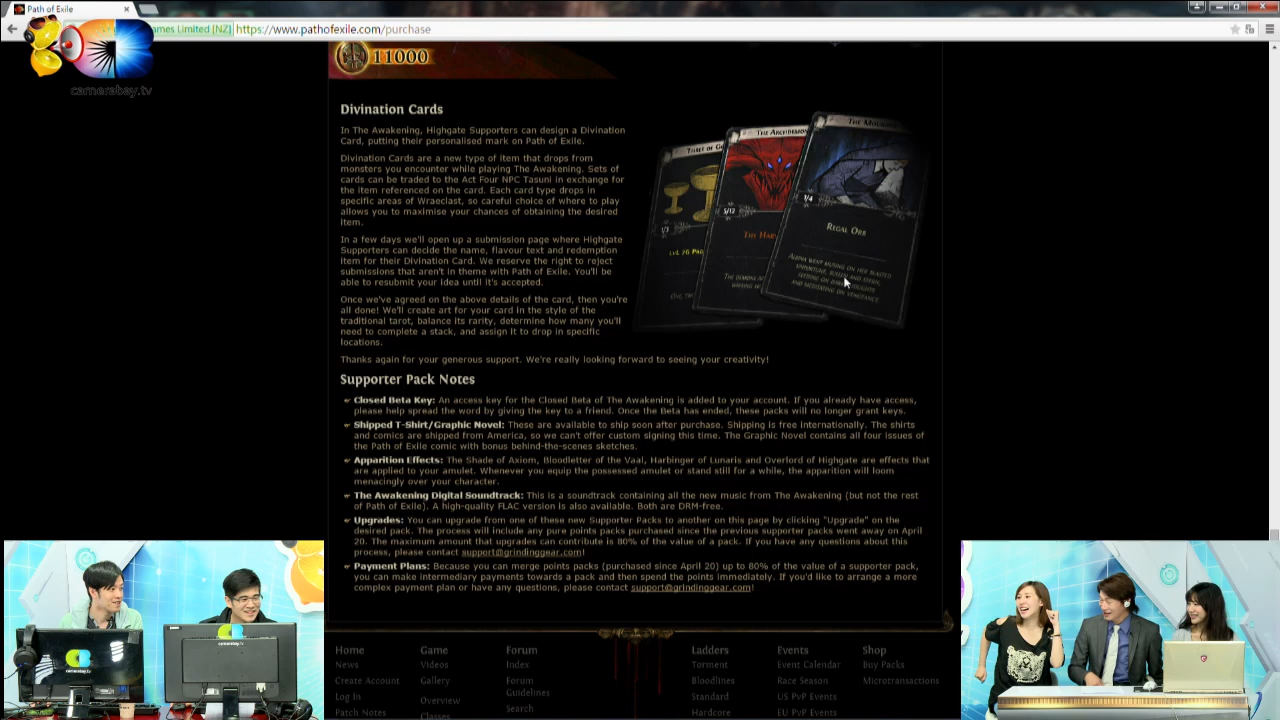 Path of Exile
ames Limited [NZ] https://www.pathofexile.com/purchase
camerabay.tv
11000
Divination Cards
In The Awakening, Highgate Supporters can design a Divination
Card, putting their personalised mark on Path of Exile.
Divination Cards are a new type of item that drops from
monsters you encounter while playing The Awakening. Sets of
cards can be traded to the Act Four NPC Tasuni in exchange for
the item referenced on the card. Each card type drops in
specific areas of Wraeclast, so careful choice of where to play
allows you to maximise your chances of obtaining the desired
item.
In a few days we'll open up a submission page where Highgate
Supporters can decide the name, flavour text and redemption
item for their Divination Card. We reserve the right to reject
submissions that aren't in theme with Path of Exile. You'll be
able to resubmit your idea until it's accepted.
Once we've agreed on the above details of the card, then you're
all done! We'll create art for your card in the style of the
traditional tarot, balance its rarity, determine how many you'll
need to complete a stack, and assign it to drop in specific
locations.
Thanks again for your generous support. We're really looking forward to seeing your creativity!
5/12
3/4
Regal Orb
Supporter Pack Notes
Closed Beta Key: An access key for the Closed Beta of The Awakening is added to your account. If you already have access,
please help spread the word by giving the key to a friend. Once the Beta has ended, these packs will no longer grant keys.
Shipped T-Shirt/Graphic Novel: These are available to ship soon after purchase. Shipping is free internationally. The shirts
and comics are shipped from America, so we can't offer custom signing this time. The Graphic Novel contains all four issues of
the Path of Exile comic with bonus behind-the-scenes sketches.
Apparition Effects: The Shade of Axiom, Bloodletter of the Vaal, Harbinger of Lunaris and Overlord of Highgate are effects that
are applied to your amulet. Whenever you equip the possessed amulet or stand still for a while, the apparition will loom
menacingly over your character.
The Awakening Digital Soundtrack: This is a soundtrack containing all the new music from The Awakening (but not the rest
of Path of Exile). A high-quality FLAC version is also available. Both are DRM-free.
Upgrades: You can upgrade from one of these new Supporter Packs to another on this page by clicking "Upgrade" on the
desired pack. The process will include any pure points packs purchased since the previous supporter packs went away on April
20. The maximum amount that upgrades can contribute is 80% of the value of a pack. If you have any questions about this
process, please contact support@grindinggear.com!
Payment Plans: Because you can merge points packs (purchased since April 20) up to 80% of the value of a supporter pack,
you can make intermediary payments towards a pack and then spend the points immediately. If you'd like to arrange a more
complex payment plan or have any questions, please contact support@grindinggear.com!
Home Game Forum Ladders Events Shop
News Videos Index Torment Event Calendar Buy Packs
Create Account Gallery Forum Guidelines Bloodlines Race Season Microtransactions
Log In Overview Standard US PvP Events
Patch Notes Classes Search Hardcore EU PvP Events